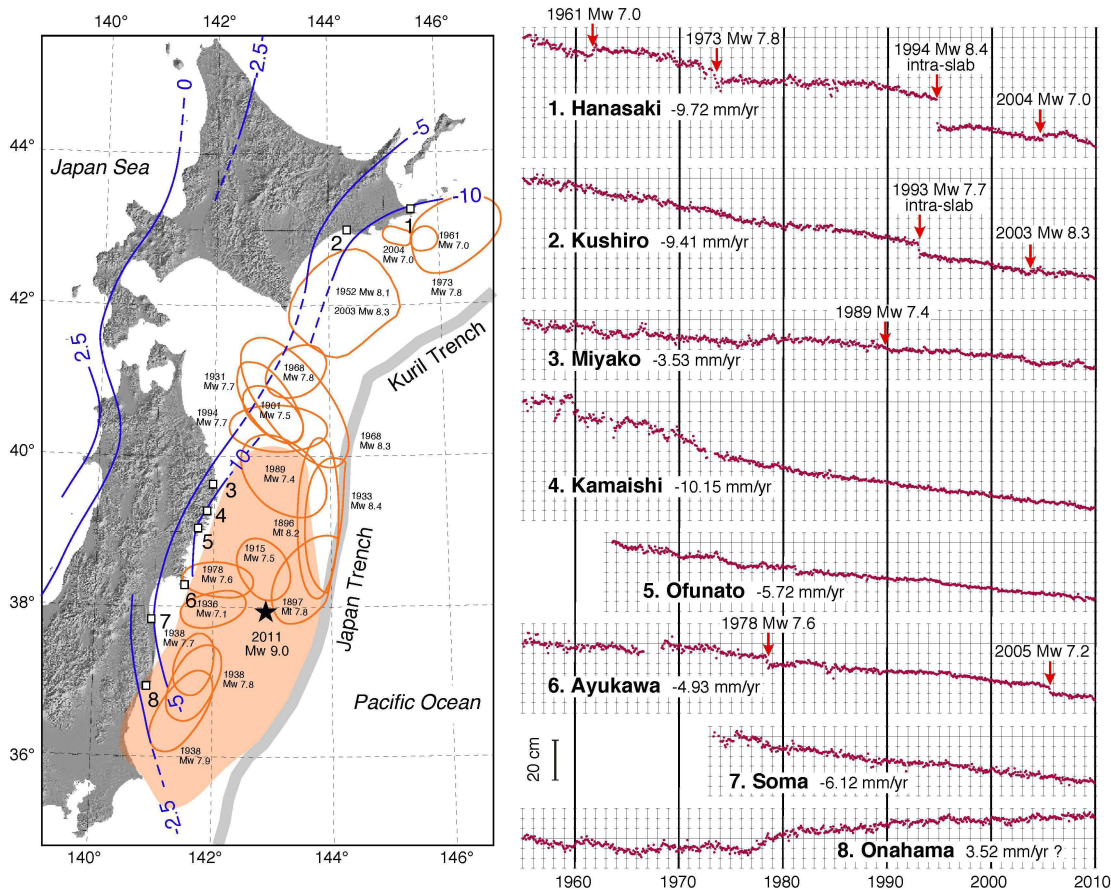 140°
142°
144°
146°
44°
42°
40°
38°
36°
140°
142°
144°
146°
Japan Sea
Pacific Ocean
Kuril Trench
Japan Trench
0
-2.5
-5
-10
2.5
-10
-5
-2.5
1
2
3
4
5
6
7
8
1961
Mw 7.0
2004
Mw 7.0
1973
Mw 7.8
1952 Mw 8.1
2003 Mw 8.3
1968
Mw 7.8
1931
Mw 7.7
1901
Mw 7.5
1994
Mw 7.7
1968
Mw 8.3
1989
Mw 7.4
1933
Mw 8.4
1896
Mt 8.2
1915
Mw 7.5
1978
Mw 7.6
1936
Mw 7.1
1897
Mt 7.8
2011
Mw 9.0
1938
Mw 7.7
1938
Mw 7.8
1938
Mw 7.9
1961 Mw 7.0
1973 Mw 7.8
1994 Mw 8.4
intra-slab
2004 Mw 7.0
1. Hanasaki -9.72 mm/yr
1993 Mw 7.7
intra-slab
2003 Mw 8.3
2. Kushiro -9.41 mm/yr
1989 Mw 7.4
3. Miyako -3.53 mm/yr
4. Kamaishi -10.15 mm/yr
5. Ofunato -5.72 mm/yr
1978 Mw 7.6
2005 Mw 7.2
6. Ayukawa -4.93 mm/yr
20 cm
7. Soma -6.12 mm/yr
8. Onahama 3.52 mm/yr ?
1960
1970
1980
1990
2000
2010